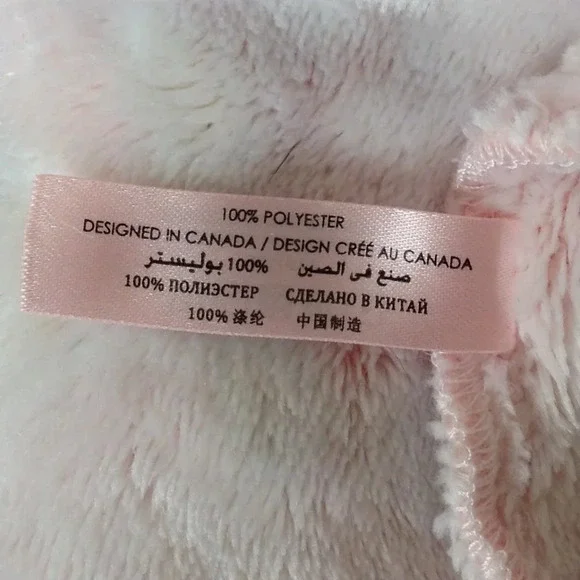 100% POLYESTER
DESIGNED IN CANADA / DESIGN CRÉÉ AU CANADA
صنع فى الصين 100% بوليستر
100% ПОЛИЭСТЕР СДЕЛАНО В КИТАЙ
100% 涤纶 中国制造